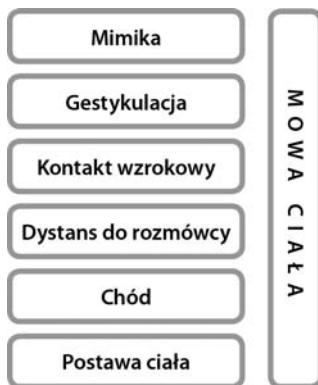 Mimika
Gestykulacja
Kontakt wzrokowy
Dystans do rozmówcy
Chód
Postawa ciała
MOWA CIAŁA